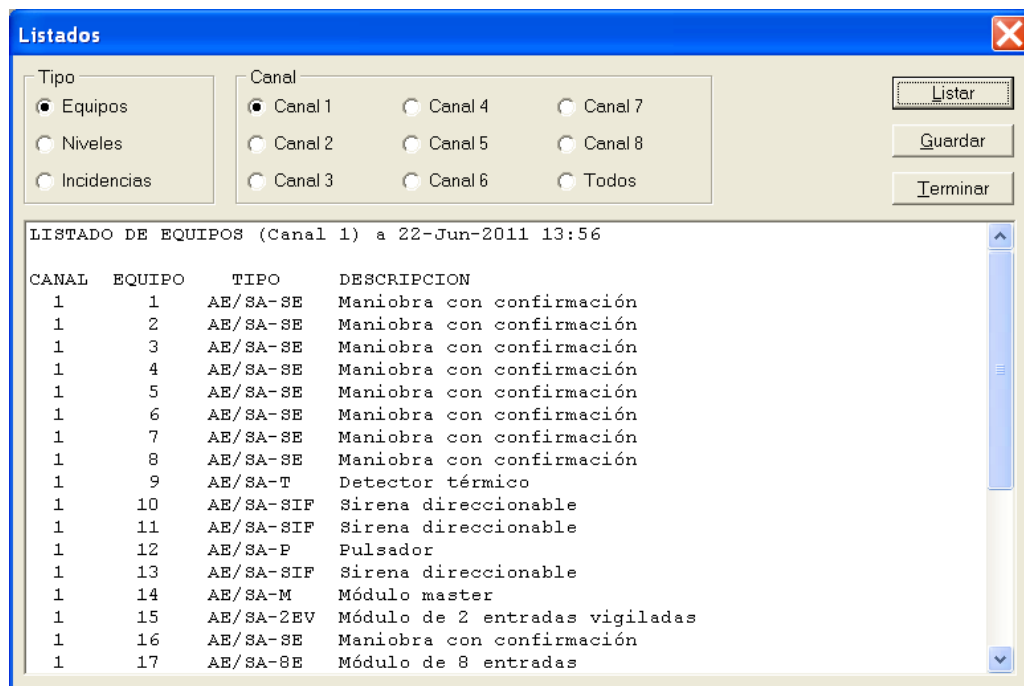 Listados
Tipo
Canal
Equipos
Canal 1
Canal 4
Canal 7
Listar
Niveles
Canal 2
Canal 5
Canal 8
Guardar
Incidencias
Canal 3
Canal 6
Todos
Terminar
LISTADO DE EQUIPOS (Canal 1) a 22-Jun-2011 13:56
CANAL EQUIPO TIPO DESCRIPCION
1 1 AE/SA-SE Maniobra con confirmación
1 2 AE/SA-SE Maniobra con confirmación
1 3 AE/SA-SE Maniobra con confirmación
1 4 AE/SA-SE Maniobra con confirmación
1 5 AE/SA-SE Maniobra con confirmación
1 6 AE/SA-SE Maniobra con confirmación
1 7 AE/SA-SE Maniobra con confirmación
1 8 AE/SA-SE Maniobra con confirmación
1 9 AE/SA-T Detector térmico
1 10 AE/SA-SIF Sirena direccionable
1 11 AE/SA-SIF Sirena direccionable
1 12 AE/SA-P Pulsador
1 13 AE/SA-SIF Sirena direccionable
1 14 AE/SA-M Módulo master
1 15 AE/SA-2EV Módulo de 2 entradas vigiladas
1 16 AE/SA-SE Maniobra con confirmación
1 17 AE/SA-8E Módulo de 8 entradas